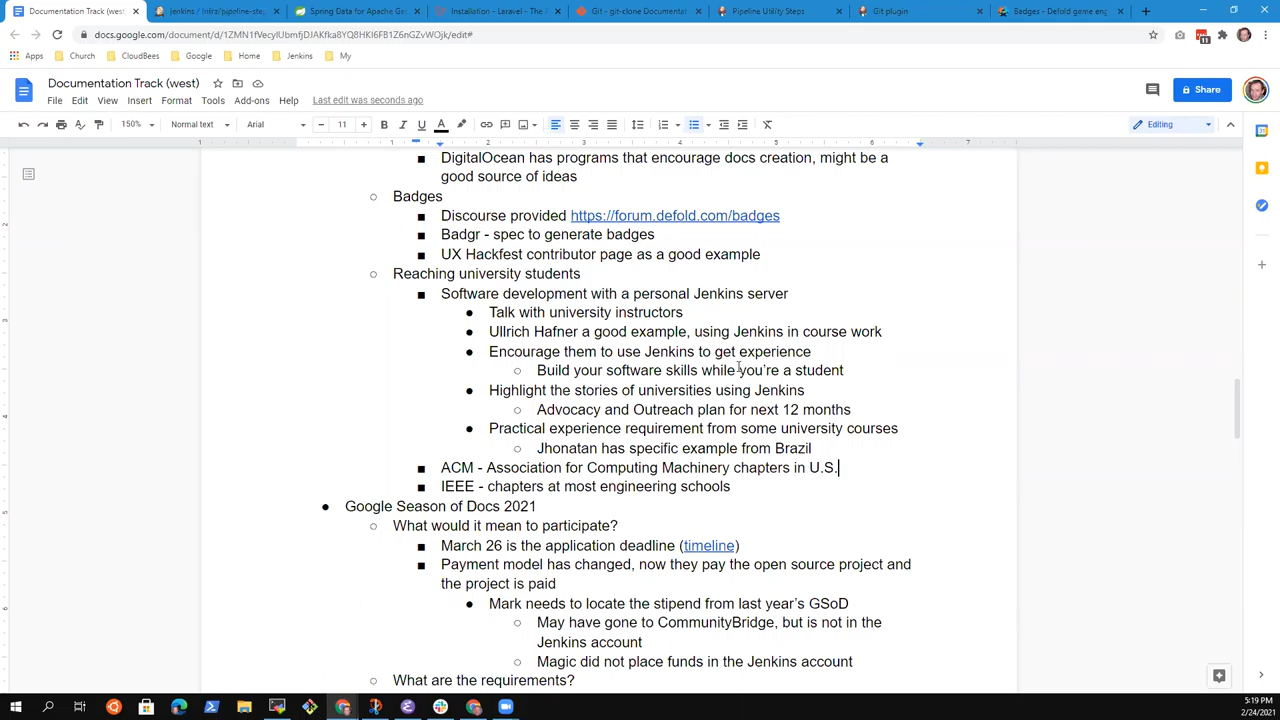 Documentation Track (west)
jenkins / Infra/pipeline-ste
Spring Data for Apache Ge
Installation - Laravel - The
Git - git-clone Documentat
Pipeline Utility Steps
Git plugin
Badges - Defold game eng
docs.google.com/document/d/1ZMN1fVecyIUbmfjDJAKfka8YQ8HKI6FB1Z6nGZvWOjk/edit#
11
Apps Church CloudBees Google Home Jenkins My
Documentation Track (west)
File Edit View Insert Format Tools Add-ons Help Last edit was seconds ago
Share
150% Normal text Arial 11 Editing
1 1 2 3 4 5 6 7
DigitalOcean has programs that encourage docs creation, might be a
good source of ideas
Badges
Discourse provided https://forum.defold.com/badges
Badgr - spec to generate badges
UX Hackfest contributor page as a good example
Reaching university students
Software development with a personal Jenkins server
Talk with university instructors
Ullrich Hafner a good example, using Jenkins in course work
Encourage them to use Jenkins to get experience
Build your software skills while you're a student
Highlight the stories of universities using Jenkins
Advocacy and Outreach plan for next 12 months
Practical experience requirement from some university courses
Jhonatan has specific example from Brazil
ACM - Association for Computing Machinery chapters in U.S.
IEEE - chapters at most engineering schools
Google Season of Docs 2021
What would it mean to participate?
March 26 is the application deadline (timeline)
Payment model has changed, now they pay the open source project and
the project is paid
Mark needs to locate the stipend from last year's GSoD
May have gone to CommunityBridge, but is not in the
Jenkins account
Magic did not place funds in the Jenkins account
What are the requirements?
5:19 PM
2/24/2021